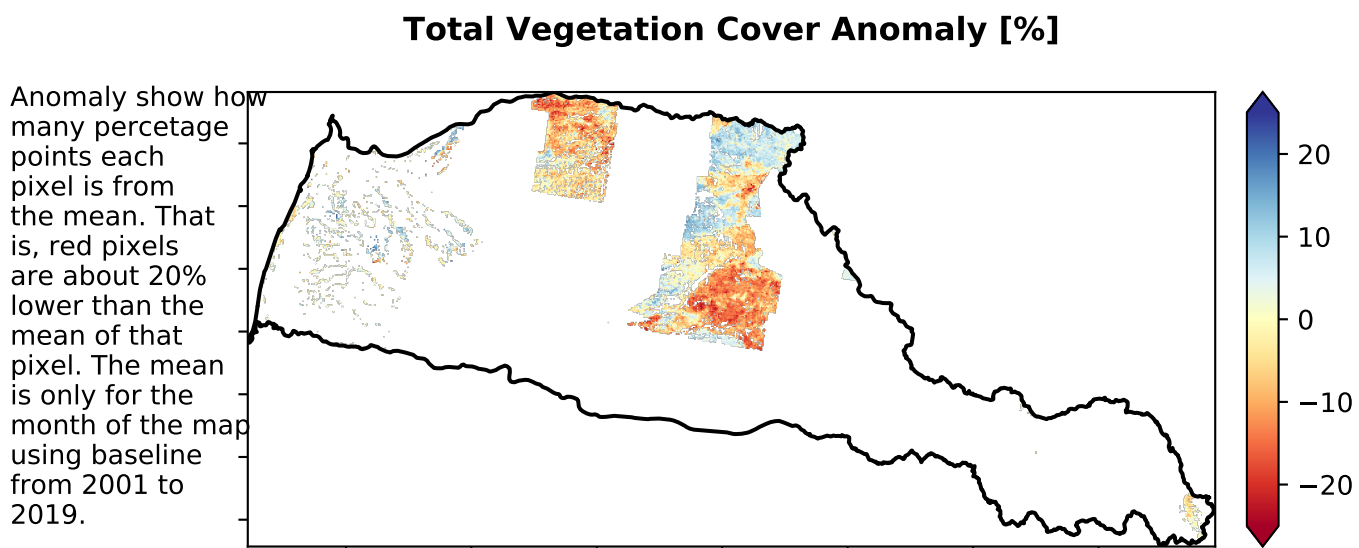 Total Vegetation Cover Anomaly [%]
Anomaly show how
many percetage
points each
pixel is from
the mean. That
is, red pixels
are about 20%
lower than the
mean of that
pixel. The mean
is only for the
month of the map
using baseline
from 2001 to
2019.
20
10
0
−10
−20